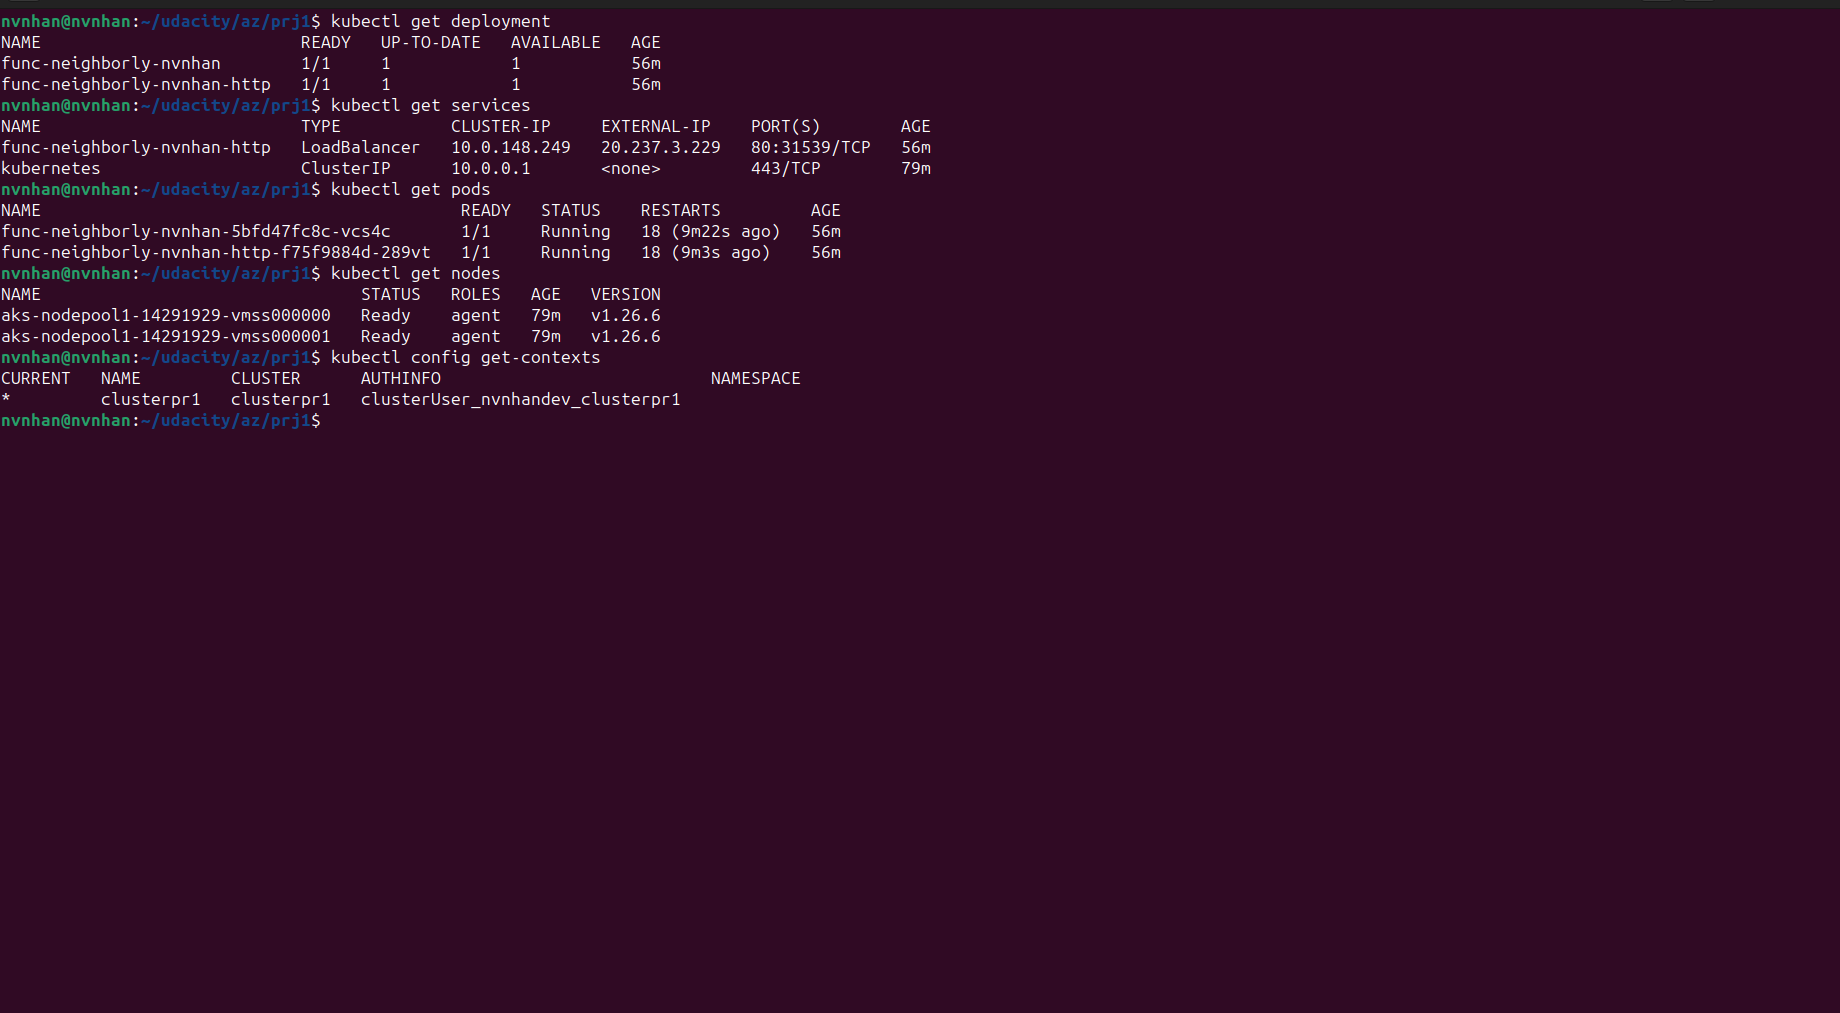 nvnhan@nvnhan:~/udacity/az/prj1$ kubectl get deployment
NAME                          READY   UP-TO-DATE   AVAILABLE   AGE
func-neighborly-nvnhan        1/1     1            1           56m
func-neighborly-nvnhan-http   1/1     1            1           56m
nvnhan@nvnhan:~/udacity/az/prj1$ kubectl get services
NAME                          TYPE           CLUSTER-IP     EXTERNAL-IP    PORT(S)        AGE
func-neighborly-nvnhan-http   LoadBalancer   10.0.148.249   20.237.3.229   80:31539/TCP   56m
kubernetes                    ClusterIP      10.0.0.1       <none>         443/TCP        79m
nvnhan@nvnhan:~/udacity/az/prj1$ kubectl get pods
NAME                                          READY   STATUS    RESTARTS         AGE
func-neighborly-nvnhan-5bfd47fc8c-vcs4c       1/1     Running   18 (9m22s ago)   56m
func-neighborly-nvnhan-http-f75f9884d-289vt   1/1     Running   18 (9m3s ago)    56m
nvnhan@nvnhan:~/udacity/az/prj1$ kubectl get nodes
NAME                                STATUS   ROLES   AGE   VERSION
aks-nodepool1-14291929-vmss000000   Ready    agent   79m   v1.26.6
aks-nodepool1-14291929-vmss000001   Ready    agent   79m   v1.26.6
nvnhan@nvnhan:~/udacity/az/prj1$ kubectl config get-contexts
CURRENT   NAME         CLUSTER      AUTHINFO                           NAMESPACE
*         clusterpr1   clusterpr1   clusterUser_nvnhandev_clusterpr1
nvnhan@nvnhan:~/udacity/az/prj1$